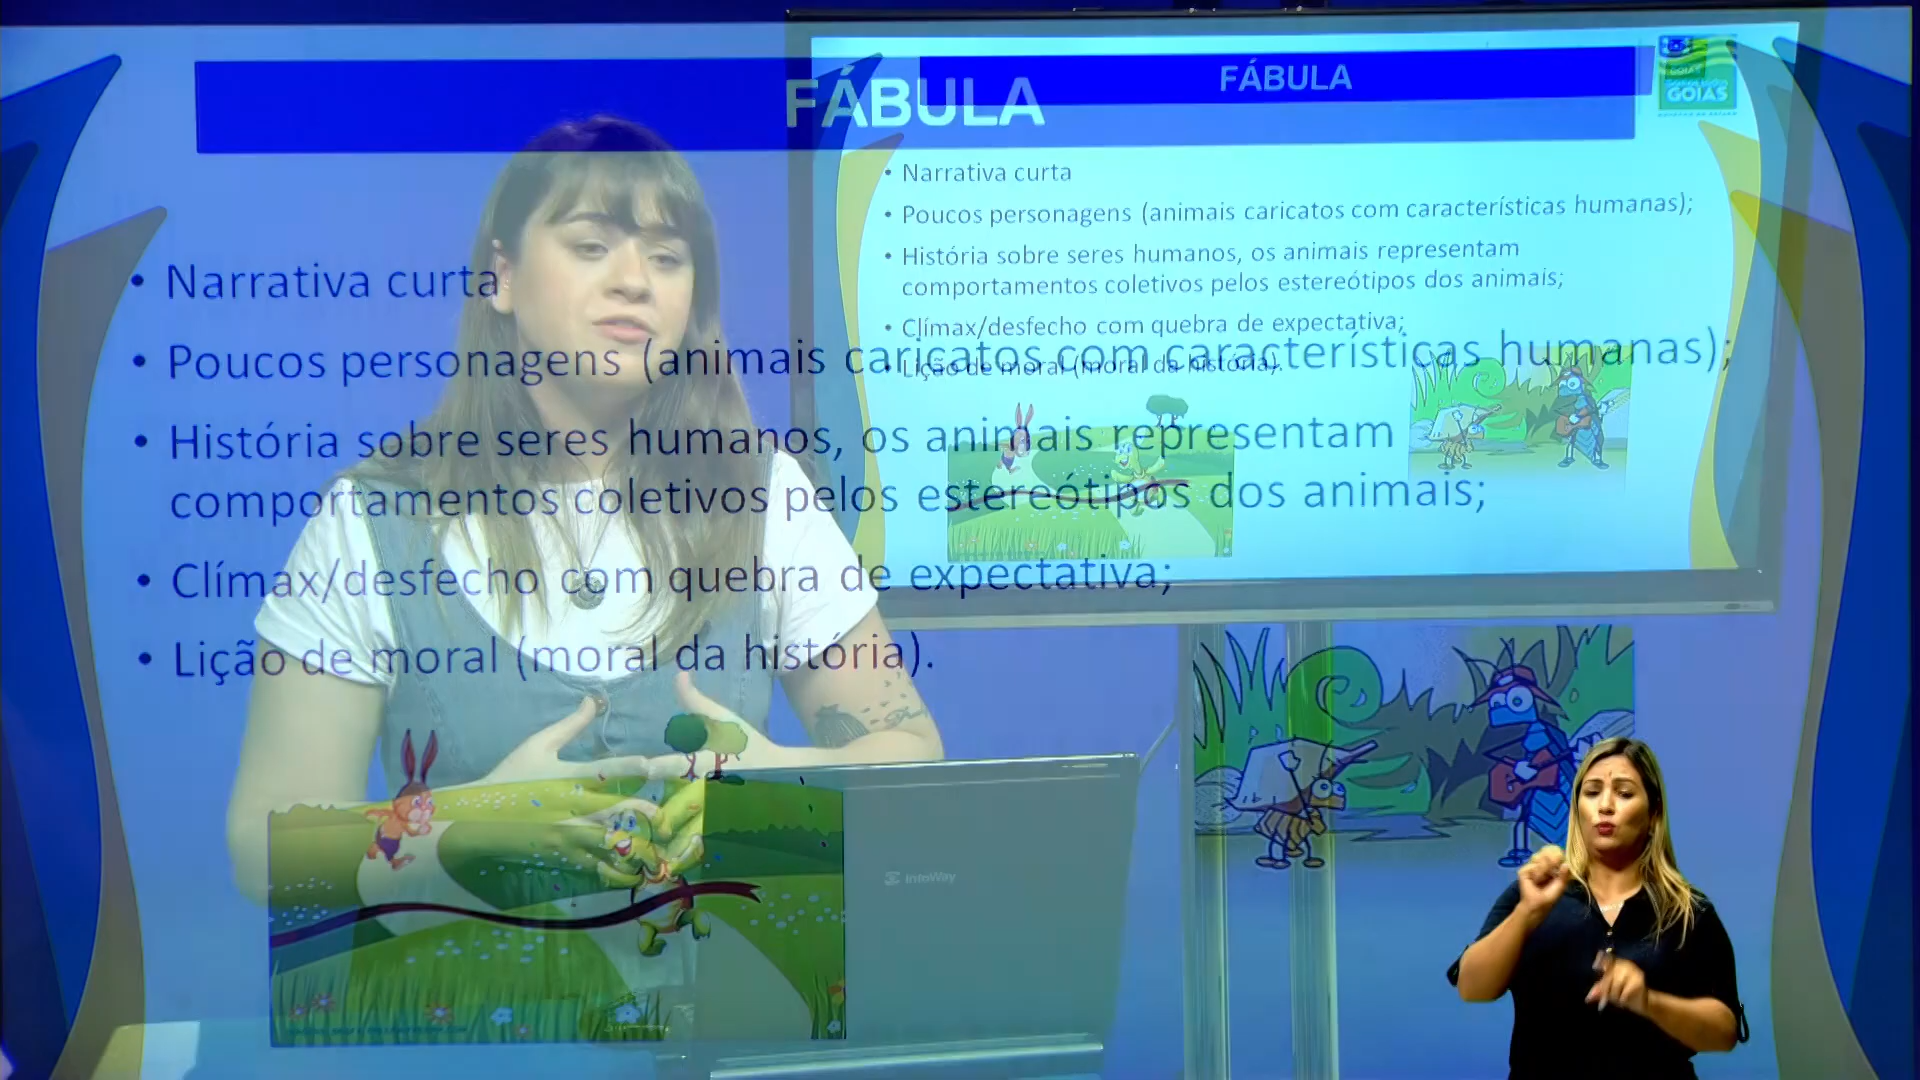 FÁBULA
• Narrativa curta
• Poucos personagens (animais caricatos com características humanas);
• História sobre seres humanos, os animais representam
comportamentos coletivos pelos estereótipos dos animais;
• Clímax/desfecho com quebra de expectativa;
• Lição de moral (moral da história).
FÁBULA
GOIÁS
• Narrativa curta
• Poucos personagens (animais caricatos com características humanas);
• História sobre seres humanos, os animais representam
comportamentos coletivos pelos estereótipos dos animais;
• Clímax/desfecho com quebra de expectativa;
• Lição de moral (moral da história).
InfoWay